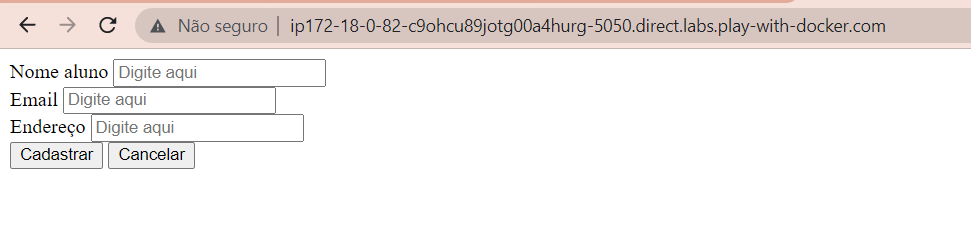 Não seguro | ip172-18-0-82-c9ohcu89jotg00a4hurg-5050.direct.labs.play-with-docker.com
Nome aluno Digite aqui
Email Digite aqui
Endereço Digite aqui
Cadastrar Cancelar